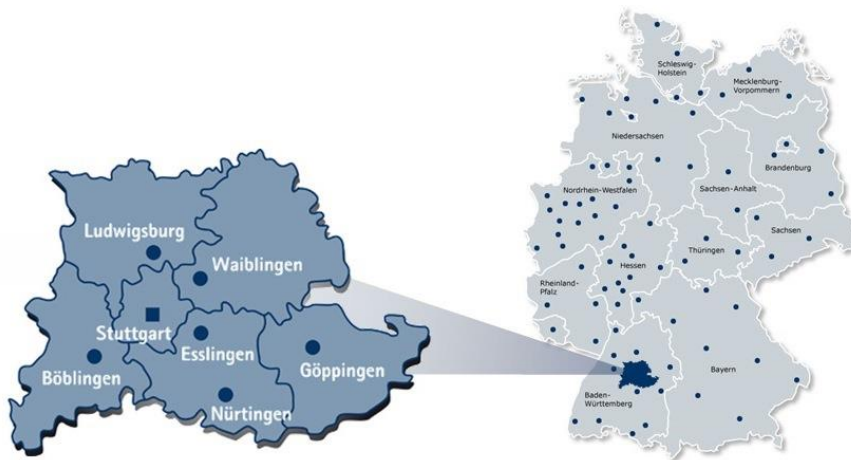 Ludwigsburg
Waiblingen
Stuttgart
Esslingen
Böblingen
Göppingen
Nürtingen
Schleswig-
Holstein
Mecklenburg-
Vorpommern
Niedersachsen
Brandenburg
Sachsen-Anhalt
Nordrhein-Westfalen
Sachsen
Thüringen
Hessen
Rheinland-
Pfalz
Bayern
Baden-
Württemberg